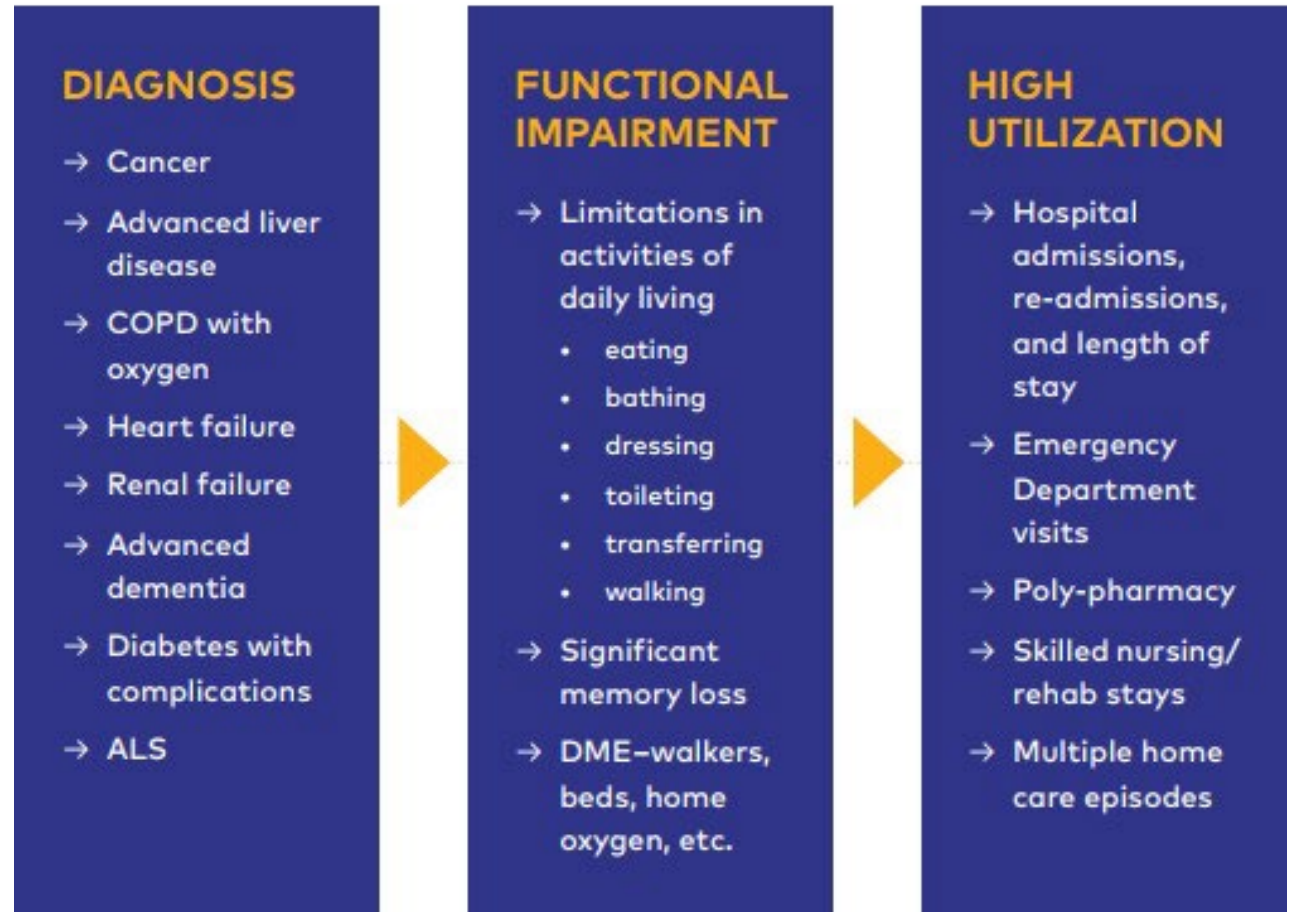 DIAGNOSIS
→ Cancer
→ Advanced liver
disease
→ COPD with
oxygen
→ Heart failure
→ Renal failure
→ Advanced
dementia
→ Diabetes with
complications
→ ALS
FUNCTIONAL
IMPAIRMENT
→ Limitations in
activities of
daily living
• eating
• bathing
• dressing
• toileting
• transferring
• walking
→ Significant
memory loss
→ DME–walkers,
beds, home
oxygen, etc.
HIGH
UTILIZATION
→ Hospital
admissions,
re-admissions,
and length of
stay
→ Emergency
Department
visits
→ Poly-pharmacy
→ Skilled nursing/
rehab stays
→ Multiple home
care episodes